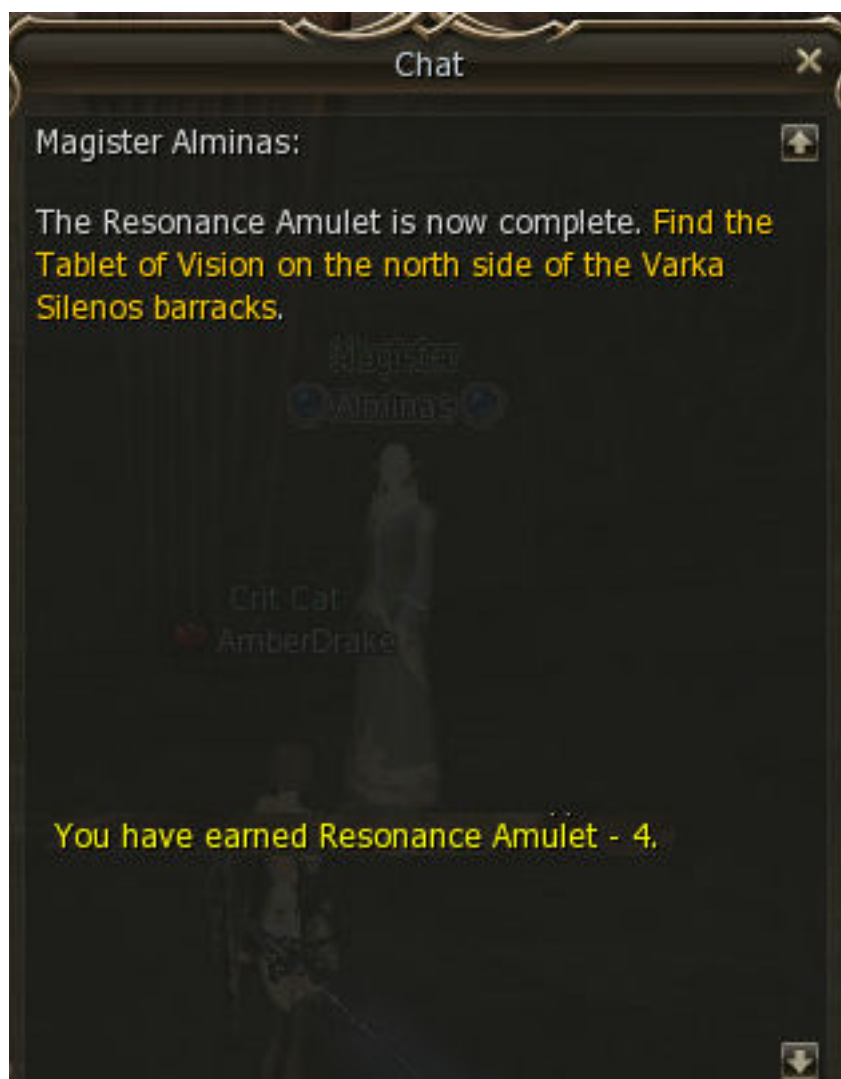 Chat
Magister Alminas:
The Resonance Amulet is now complete. Find the
Tablet of Vision on the north side of the Varka
Silenos barracks.
Magister
Alminas
Crit Cat
AmberDrake
You have earned Resonance Amulet - 4.